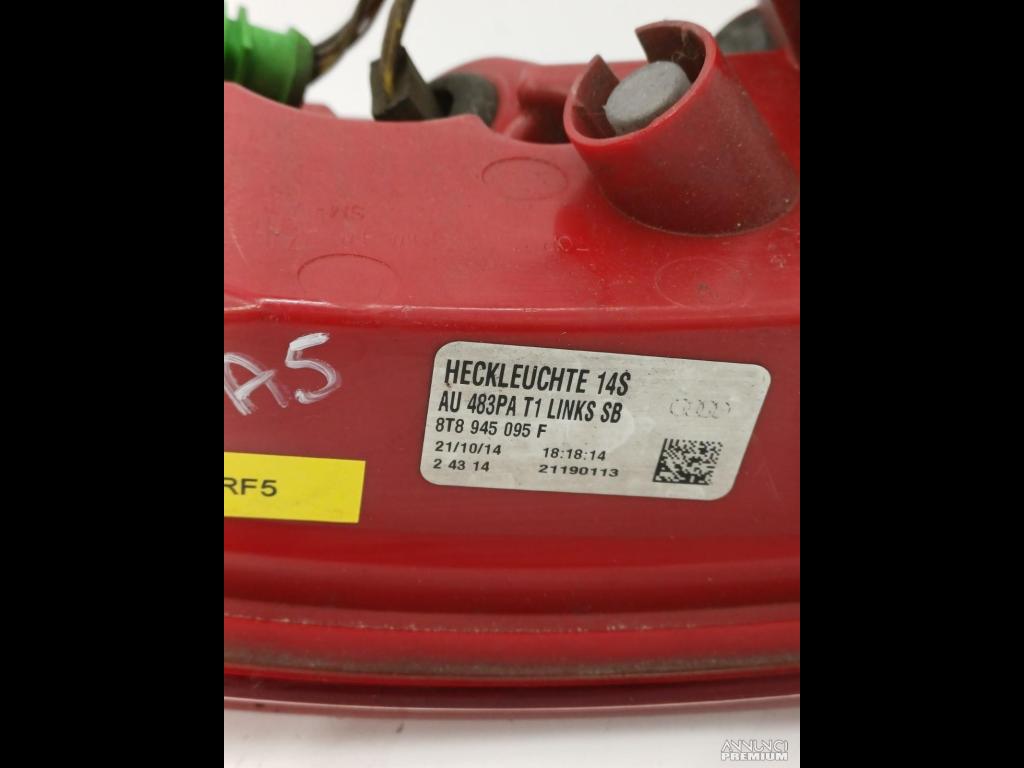 A5
RF5
HECKLEUCHTE 14S
AU 483PA T1 LINKS SB
8T8 945 095 F
21/10/14 18:18:14
2 43 14 21190113
ANNUNCI
PREMIUM